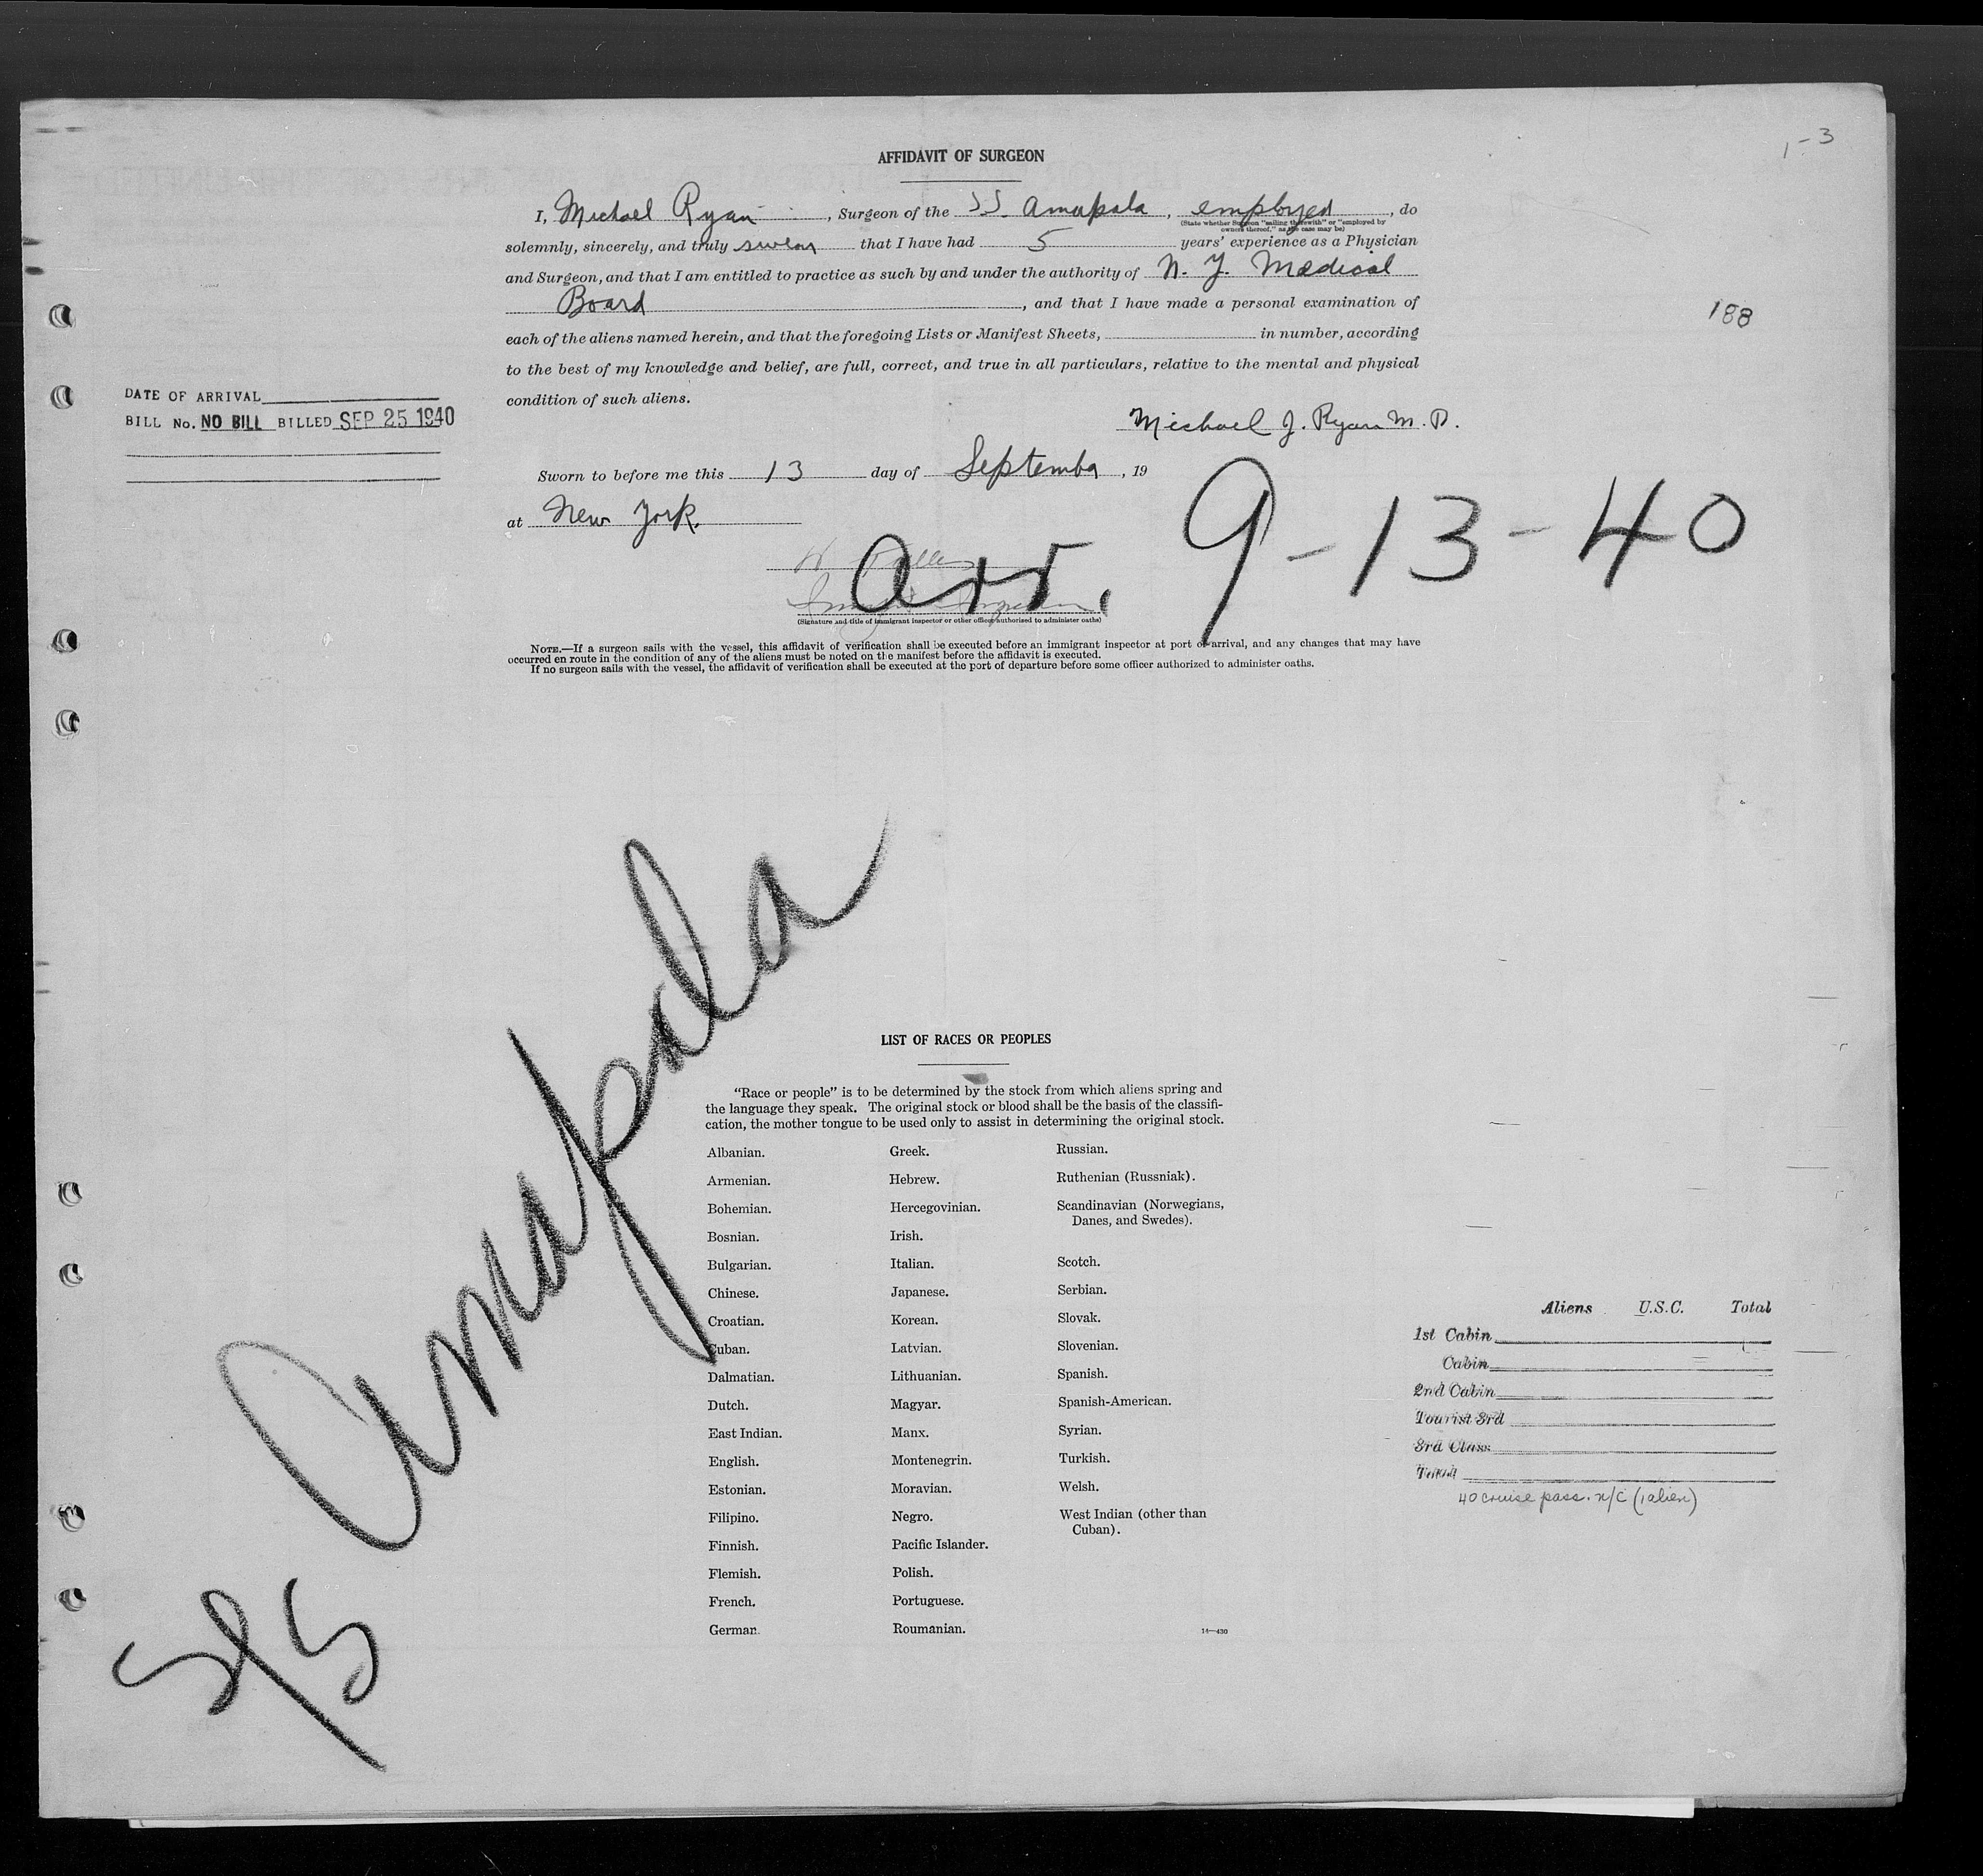 1-3
AFFIDAVIT OF SURGEON
I, Michael Ryan, Surgeon of the SS. Amapala, employed, do
(State whether Surgeon "sailing therewith" or "employed by
owners thereof," as the case may be)
solemnly, sincerely, and truly swear that I have had 5 years' experience as a Physician
and Surgeon, and that I am entitled to practice as such by and under the authority of N. Y. Medical
Board, and that I have made a personal examination of
188
each of the aliens named herein, and that the foregoing Lists or Manifest Sheets, in number, according
to the best of my knowledge and belief, are full, correct, and true in all particulars, relative to the mental and physical
condition of such aliens.
DATE OF ARRIVAL
BILL No. NO BILL BILLED SEP 25 1940
Michael J. Ryan M. D.
Sworn to before me this 13 day of September, 19
at New York.
arr. 9-13-40
(Signature and title of immigrant inspector or other officer authorized to administer oaths)
NOTE.—If a surgeon sails with the vessel, this affidavit of verification shall be executed before an immigrant inspector at port of arrival, and any changes that may have
occurred en route in the condition of any of the aliens must be noted on the manifest before the affidavit is executed.
If no surgeon sails with the vessel, the affidavit of verification shall be executed at the port of departure before some officer authorized to administer oaths.
S/S Amapala
LIST OF RACES OR PEOPLES
"Race or people" is to be determined by the stock from which aliens spring and
the language they speak. The original stock or blood shall be the basis of the classifi-
cation, the mother tongue to be used only to assist in determining the original stock.
Albanian.
Armenian.
Bohemian.
Bosnian.
Bulgarian.
Chinese.
Croatian.
Cuban.
Dalmatian.
Dutch.
East Indian.
English.
Estonian.
Filipino.
Finnish.
Flemish.
French.
German.
Greek.
Hebrew.
Hercegovinian.
Irish.
Italian.
Japanese.
Korean.
Latvian.
Lithuanian.
Magyar.
Manx.
Montenegrin.
Moravian.
Negro.
Pacific Islander.
Polish.
Portuguese.
Roumanian.
Russian.
Ruthenian (Russniak).
Scandinavian (Norwegians,
Danes, and Swedes).
Scotch.
Serbian.
Slovak.
Slovenian.
Spanish.
Spanish-American.
Syrian.
Turkish.
Welsh.
West Indian (other than
Cuban).
14—430
Aliens U.S.C. Total
1st Cabin
Cabin
2nd Cabin
Tourist 3rd
3rd Class
Total
40 cruise pass. n/c (1 alien)